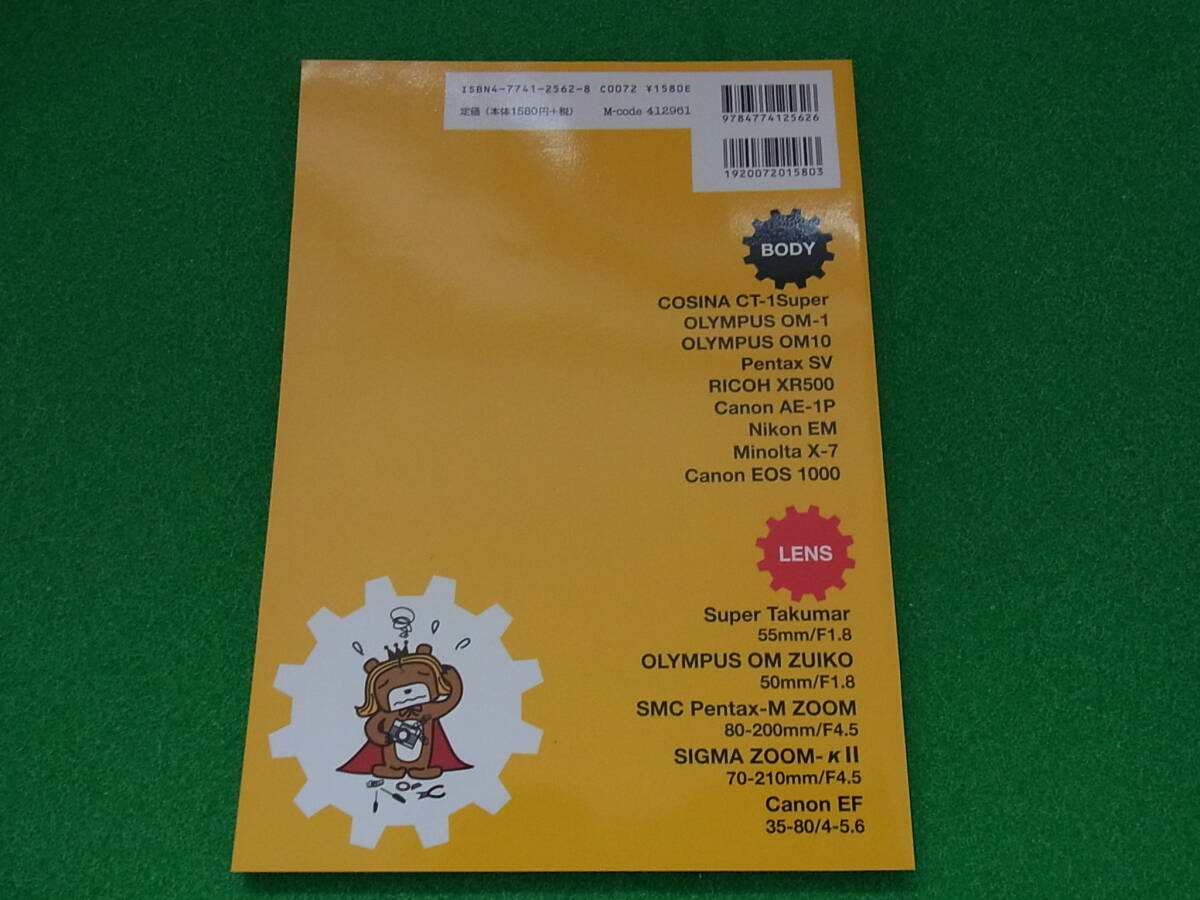 ISBN4-7741-2562-8 C0072 ¥1580E
定価（本体1580円+税） M-code 412961
9784774125626
1920072015803
BODY
COSINA CT-1Super
OLYMPUS OM-1
OLYMPUS OM10
Pentax SV
RICOH XR500
Canon AE-1P
Nikon EM
Minolta X-7
Canon EOS 1000
LENS
Super Takumar
55mm/F1.8
OLYMPUS OM ZUIKO
50mm/F1.8
SMC Pentax-M ZOOM
80-200mm/F4.5
SIGMA ZOOM-κII
70-210mm/F4.5
Canon EF
35-80/4-5.6